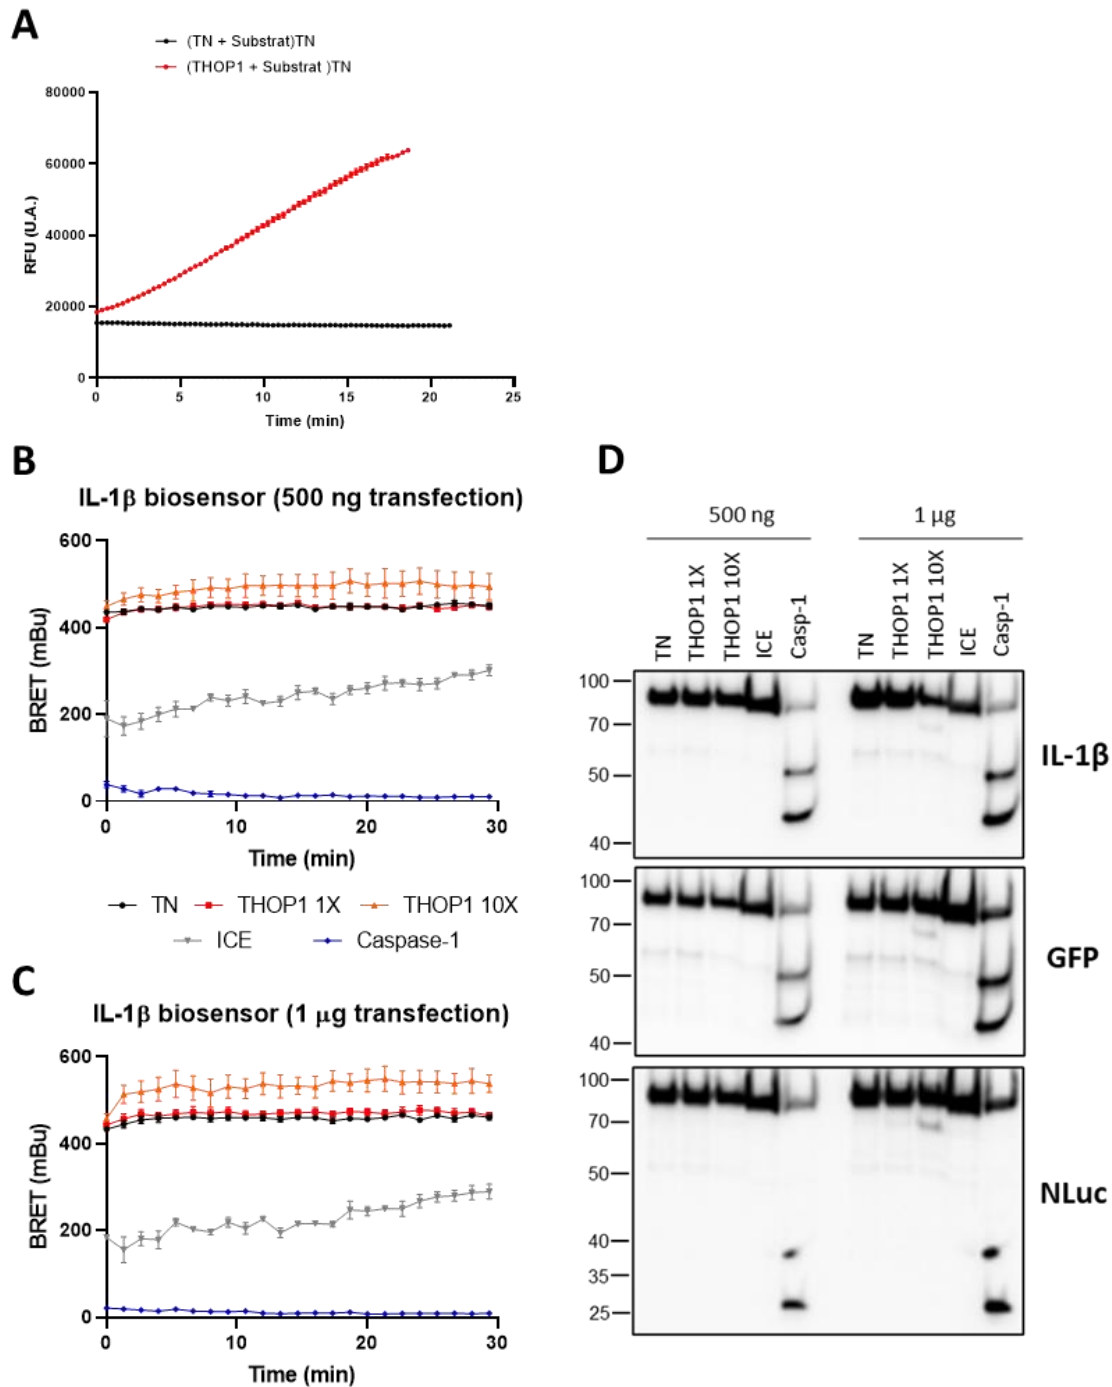 A
(TN + Substrat)TN
(THOP1 + Substrat )TN
80000
60000
40000
20000
0
RFU (U.A.)
0 5 10 15 20 25
Time (min)
B
IL-1β biosensor (500 ng transfection)
600
400
200
0
BRET (mBu)
0 10 20 30
Time (min)
TN THOP1 1X THOP1 10X
ICE Caspase-1
C
IL-1β biosensor (1 μg transfection)
600
400
200
0
BRET (mBu)
0 10 20 30
Time (min)
D
500 ng 1 μg
TN THOP1 1X THOP1 10X ICE Casp-1 TN THOP1 1X THOP1 10X ICE Casp-1
100
70
50
40
IL-1β
100
70
50
40
GFP
100
70
50
40
35
25
NLuc